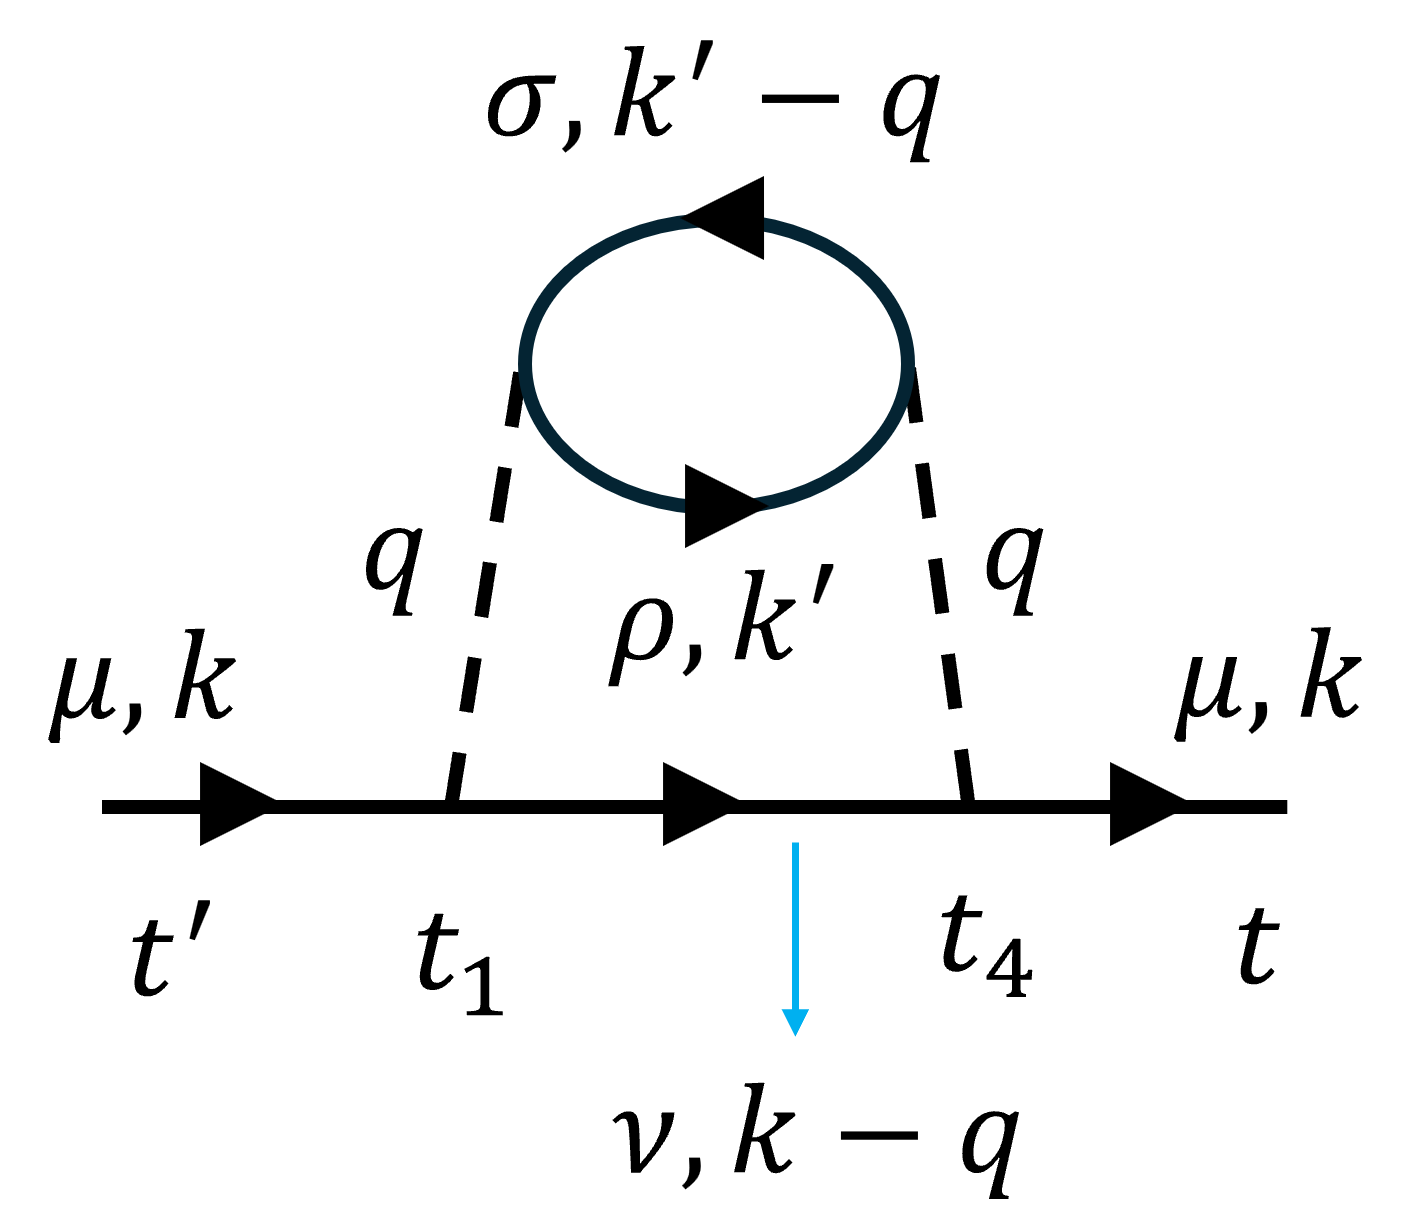 σ, k′ − q
q
q
ρ, k′
μ, k
μ, k
t′
t₁
t₄
t
ν, k − q